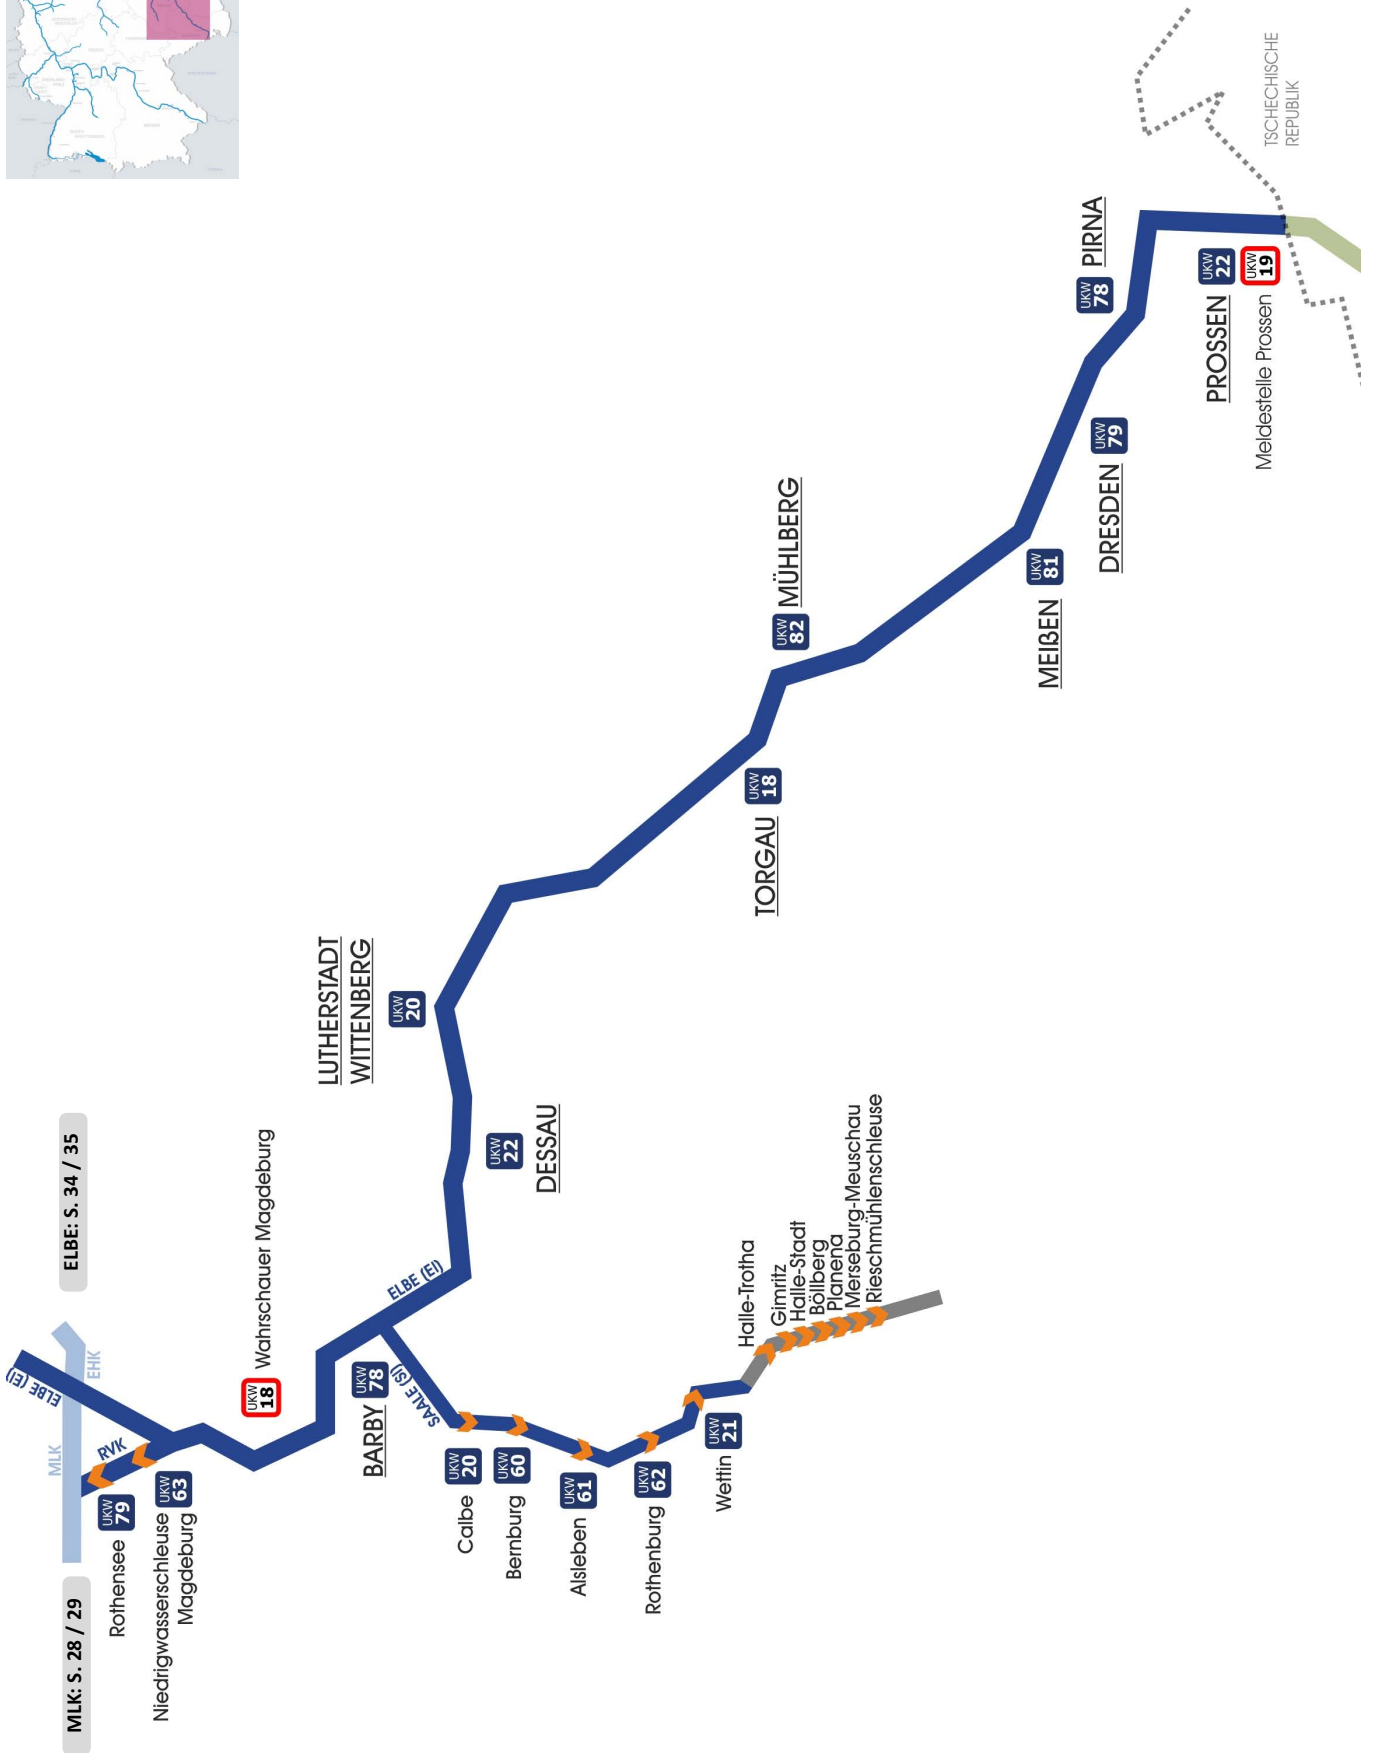 MLK: S. 28 / 29
ELBE: S. 34 / 35
MLK
EHK
ELBE (El)
RVK
Rothensee
UKW
79
Niedrigwasserschleuse
Magdeburg
UKW
63
UKW
18
Wahrschauer Magdeburg
BARBY
UKW
78
ELBE (El)
SAALE (Sl)
Calbe
UKW
20
Bernburg
UKW
60
Alsleben
UKW
61
Rothenburg
UKW
62
Wettin
UKW
21
Halle-Trotha
Gimritz
Halle-Stadt
Böllberg
Planena
Merseburg-Meuschau
Rieschmühlenschleuse
DESSAU
UKW
22
LUTHERSTADT
WITTENBERG
UKW
20
TORGAU
UKW
18
UKW
82
MÜHLBERG
MEIßEN
UKW
81
DRESDEN
UKW
79
UKW
78
PIRNA
PROSSEN
UKW
22
Meldestelle Prossen
UKW
19
TSCHECHISCHE
REPUBLIK